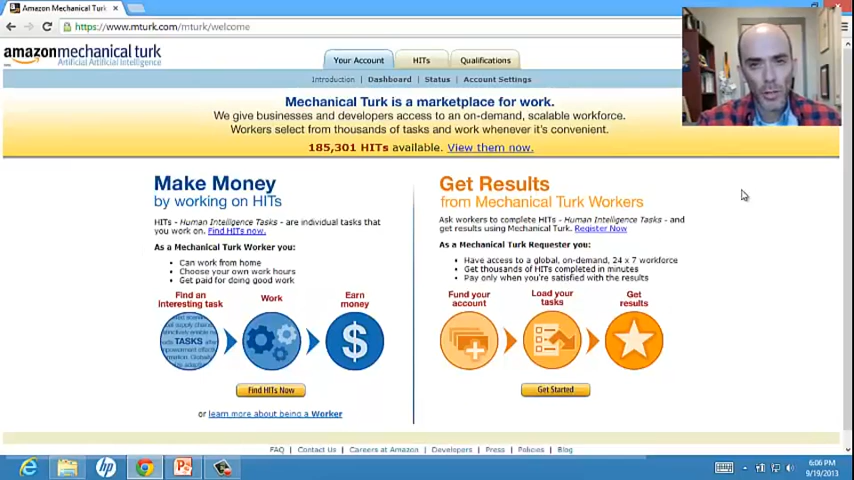 Amazon Mechanical Turk
https://www.mturk.com/mturk/welcome
amazonmechanical turk
Artificial Artificial Intelligence
Your Account
HITs
Qualifications
Introduction | Dashboard | Status | Account Settings
Mechanical Turk is a marketplace for work.
We give businesses and developers access to an on-demand, scalable workforce.
Workers select from thousands of tasks and work whenever it's convenient.
185,301 HITs available. View them now.
Make Money
by working on HITs
HITs - Human Intelligence Tasks - are individual tasks that
you work on. Find HITs now.
As a Mechanical Turk Worker you:
• Can work from home
• Choose your own work hours
• Get paid for doing good work
Find an
interesting task
Work
Earn
money
TASKS
$
Find HITs Now
or learn more about being a Worker
Get Results
from Mechanical Turk Workers
Ask workers to complete HITs - Human Intelligence Tasks - and
get results using Mechanical Turk. Register Now
As a Mechanical Turk Requester you:
• Have access to a global, on-demand, 24 x 7 workforce
• Get thousands of HITs completed in minutes
• Pay only when you're satisfied with the results
Fund your
account
Load your
tasks
Get
results
Get Started
FAQ | Contact Us | Careers at Amazon | Developers | Press | Policies | Blog
hp
6:06 PM
9/19/2013